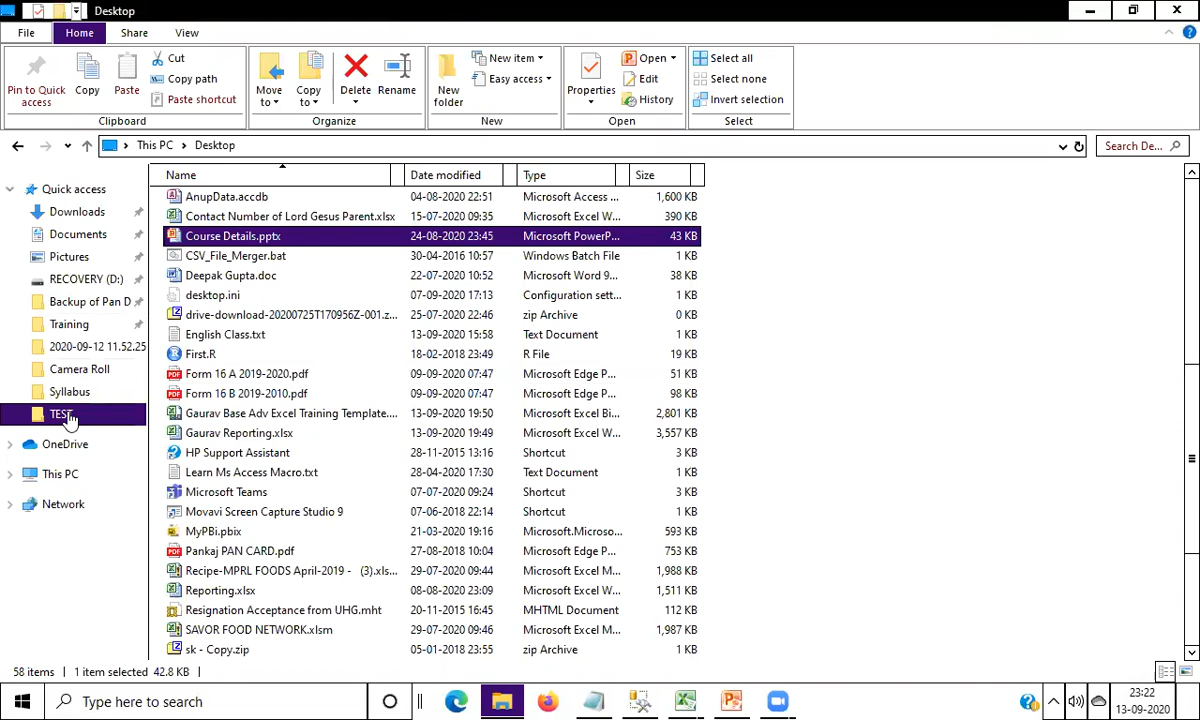 Desktop
File Home Share View
Pin to Quick access
Copy
Paste
Cut
Copy path
Paste shortcut
Clipboard
Move to
Copy to
Delete
Rename
Organize
New folder
New item
Easy access
New
Properties
Open
Edit
History
Open
Select all
Select none
Invert selection
Select
This PC > Desktop
Search De...
Quick access
Downloads
Documents
Pictures
RECOVERY (D:)
Backup of Pan D
Training
2020-09-12 11.52.25
Camera Roll
Syllabus
TEST
OneDrive
This PC
Network
Name Date modified Type Size
AnupData.accdb 04-08-2020 22:51 Microsoft Access ... 1,600 KB
Contact Number of Lord Gesus Parent.xlsx 15-07-2020 09:35 Microsoft Excel W... 390 KB
Course Details.pptx 24-08-2020 23:45 Microsoft PowerP... 43 KB
CSV_File_Merger.bat 30-04-2016 10:57 Windows Batch File 1 KB
Deepak Gupta.doc 22-07-2020 10:52 Microsoft Word 9... 38 KB
desktop.ini 07-09-2020 17:13 Configuration sett... 1 KB
drive-download-20200725T170956Z-001.z... 25-07-2020 22:46 zip Archive 0 KB
English Class.txt 13-09-2020 15:58 Text Document 1 KB
First.R 18-02-2018 23:49 R File 19 KB
Form 16 A 2019-2020.pdf 09-09-2020 07:47 Microsoft Edge P... 51 KB
Form 16 B 2019-2010.pdf 09-09-2020 07:47 Microsoft Edge P... 98 KB
Gaurav Base Adv Excel Training Template.... 13-09-2020 19:50 Microsoft Excel Bi... 2,801 KB
Gaurav Reporting.xlsx 13-09-2020 19:49 Microsoft Excel W... 3,557 KB
HP Support Assistant 28-11-2015 13:16 Shortcut 3 KB
Learn Ms Access Macro.txt 28-04-2020 17:30 Text Document 1 KB
Microsoft Teams 07-07-2020 09:24 Shortcut 3 KB
Movavi Screen Capture Studio 9 07-06-2018 22:14 Shortcut 1 KB
MyPBi.pbix 21-03-2020 19:16 Microsoft.Microso... 593 KB
Pankaj PAN CARD.pdf 27-08-2018 10:04 Microsoft Edge P... 753 KB
Recipe-MPRL FOODS April-2019 - (3).xls... 29-07-2020 09:44 Microsoft Excel M... 1,988 KB
Reporting.xlsx 08-08-2020 23:09 Microsoft Excel W... 1,511 KB
Resignation Acceptance from UHG.mht 20-11-2015 16:45 MHTML Document 112 KB
SAVOR FOOD NETWORK.xlsm 29-07-2020 09:46 Microsoft Excel M... 1,987 KB
sk - Copy.zip 05-01-2018 23:55 zip Archive 1 KB
58 items 1 item selected 42.8 KB
Type here to search
23:22
13-09-2020